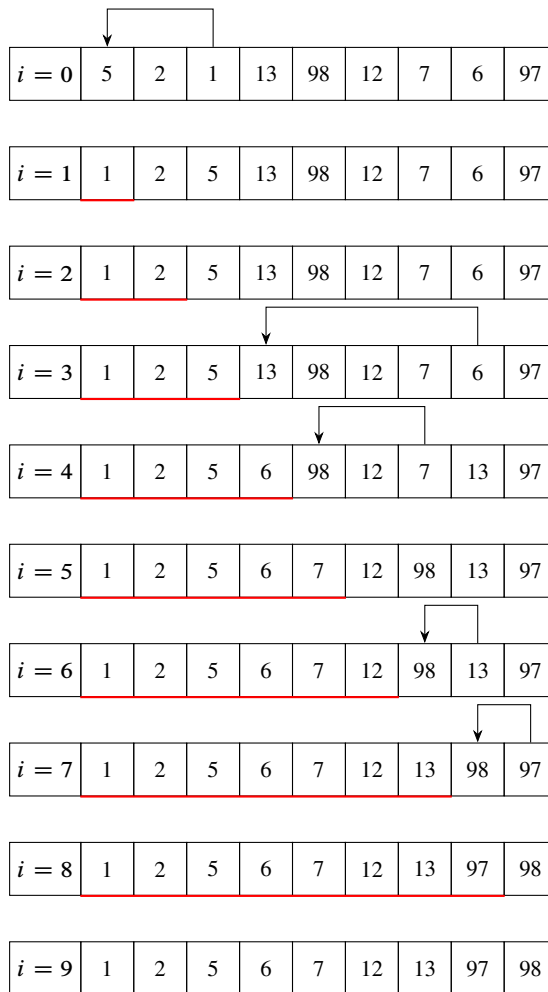 i = 0 5 2 1 13 98 12 7 6 97
i = 1 1 2 5 13 98 12 7 6 97
i = 2 1 2 5 13 98 12 7 6 97
i = 3 1 2 5 13 98 12 7 6 97
i = 4 1 2 5 6 98 12 7 13 97
i = 5 1 2 5 6 7 12 98 13 97
i = 6 1 2 5 6 7 12 98 13 97
i = 7 1 2 5 6 7 12 13 98 97
i = 8 1 2 5 6 7 12 13 97 98
i = 9 1 2 5 6 7 12 13 97 98